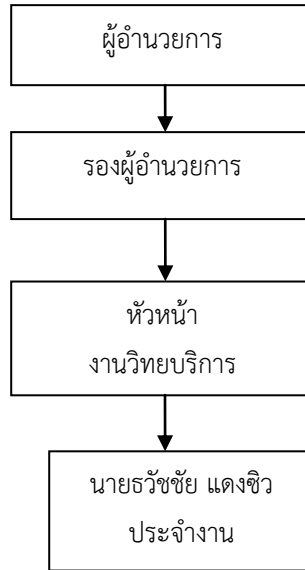 ผู้อำนวยการ
รองผู้อำนวยการ
หัวหน้า
งานวิทยบริการ
นายธวัชชัย แดงซิว
ประจำงาน